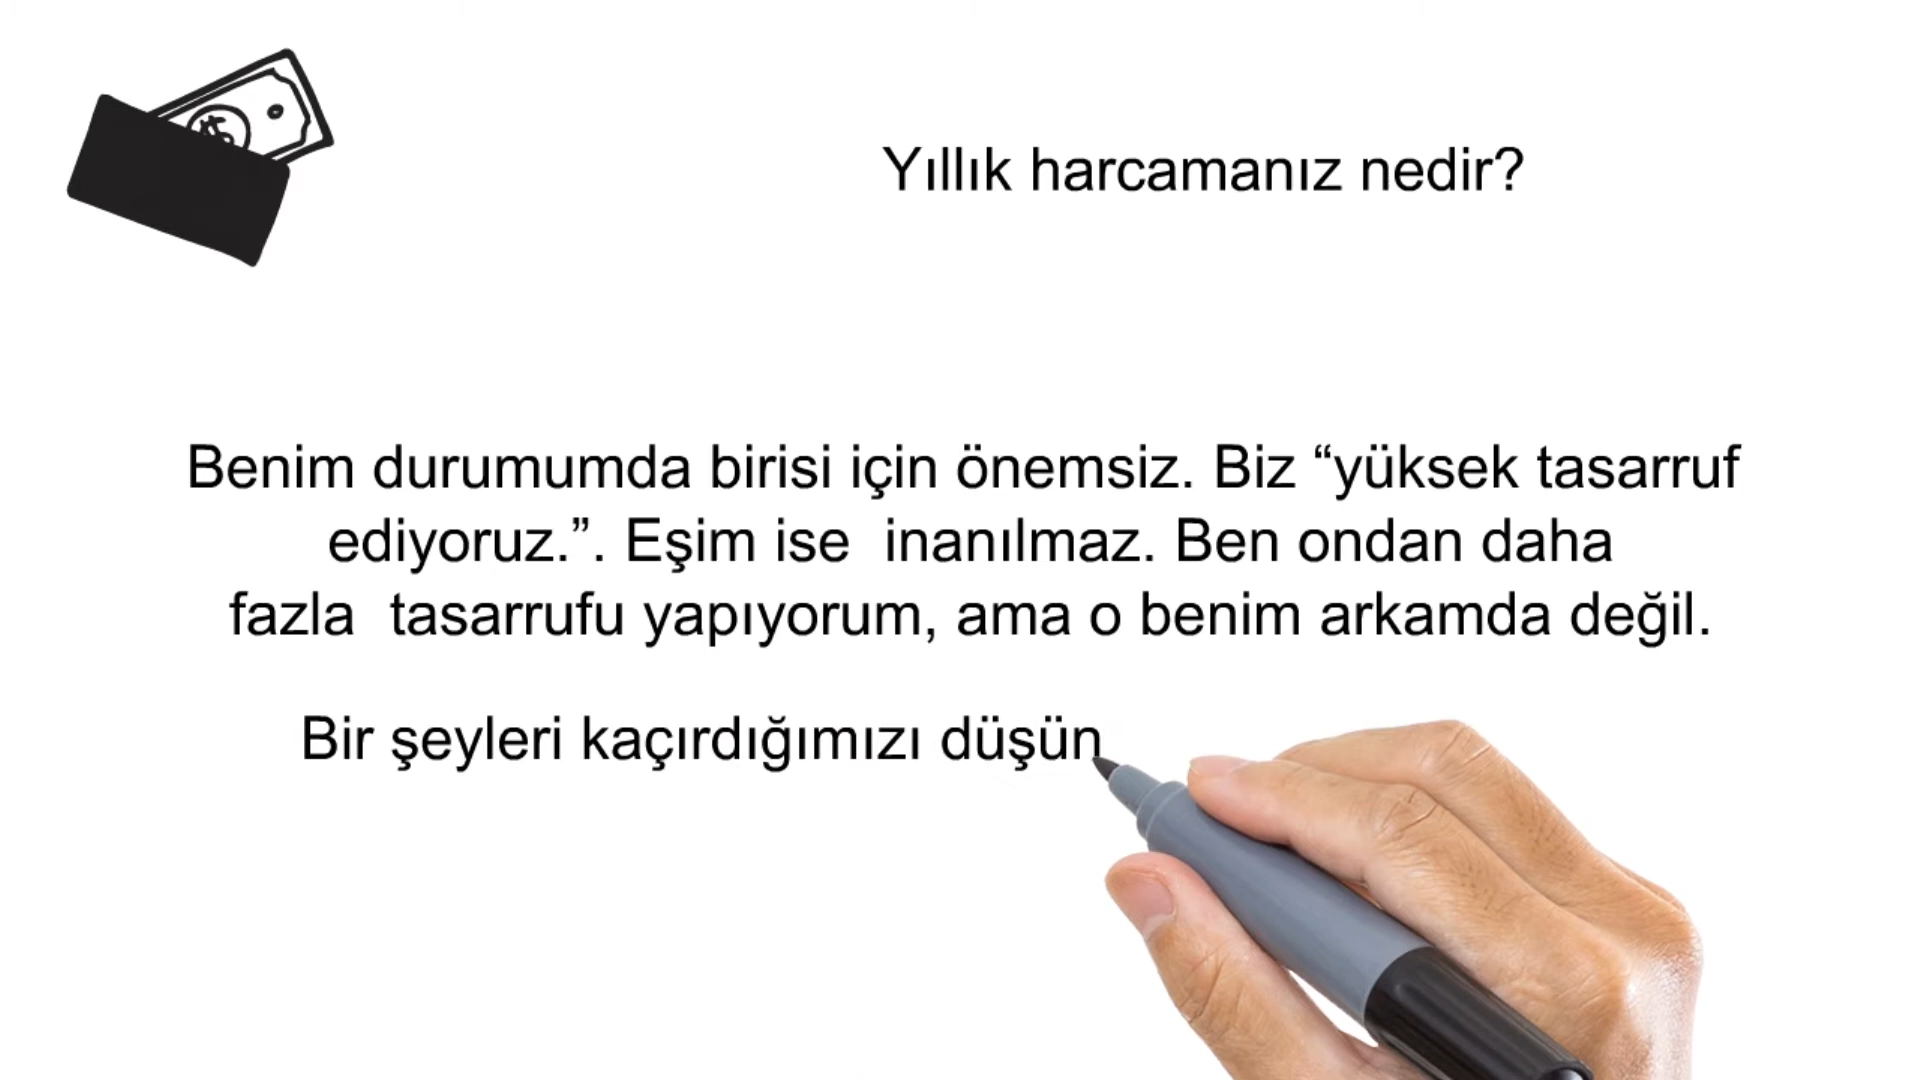 Yıllık harcamanız nedir?
Benim durumumda birisi için önemsiz. Biz “yüksek tasarruf
ediyoruz.”. Eşim ise  inanılmaz. Ben ondan daha
fazla  tasarrufu yapıyorum, ama o benim arkamda değil.
Bir şeyleri kaçırdığımızı düşün